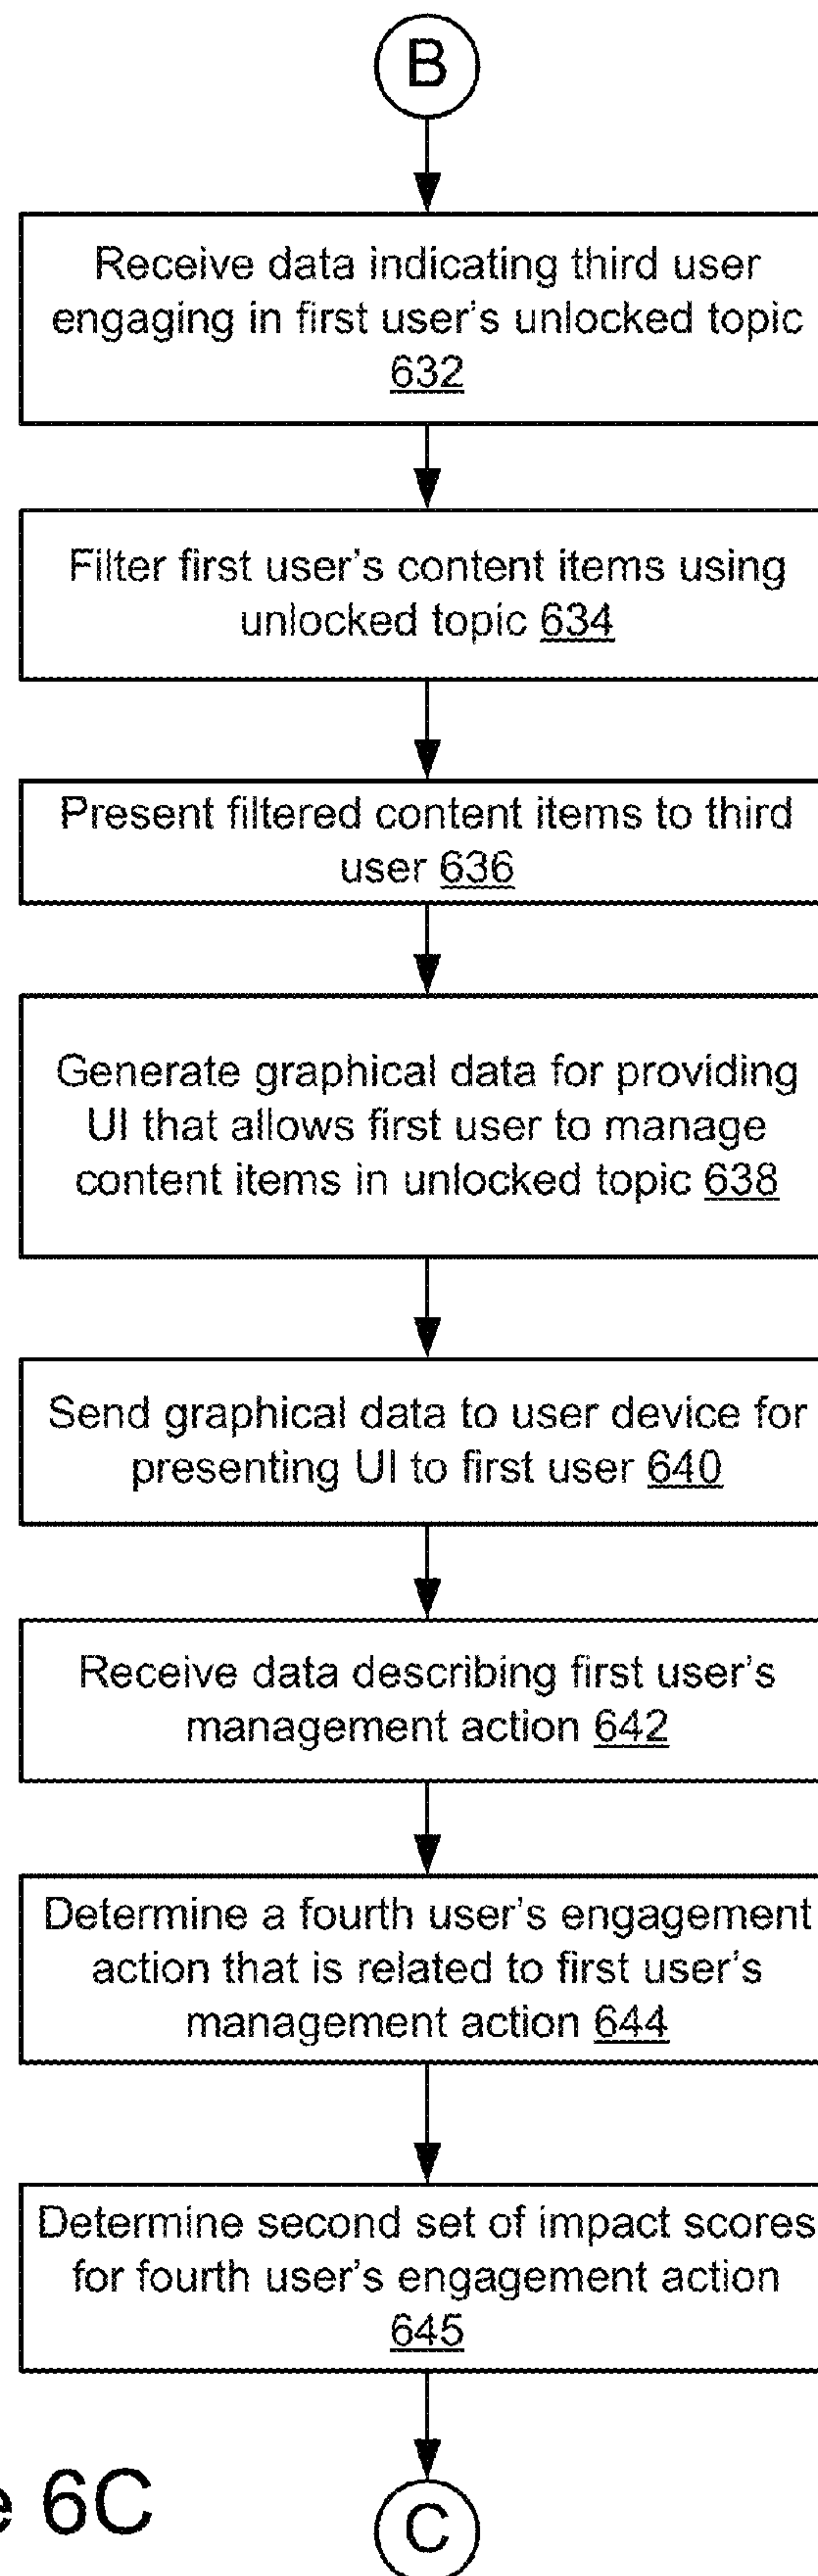 B
Receive data indicating third user
engaging in first user's unlocked topic
632
Filter first user's content items using
unlocked topic 634
Present filtered content items to third
user 636
Generate graphical data for providing
UI that allows first user to manage
content items in unlocked topic 638
Send graphical data to user device for
presenting UI to first user 640
Receive data describing first user's
management action 642
Determine a fourth user's engagement
action that is related to first user's
management action 644
Determine second set of impact scores
for fourth user's engagement action
645
e 6C
C